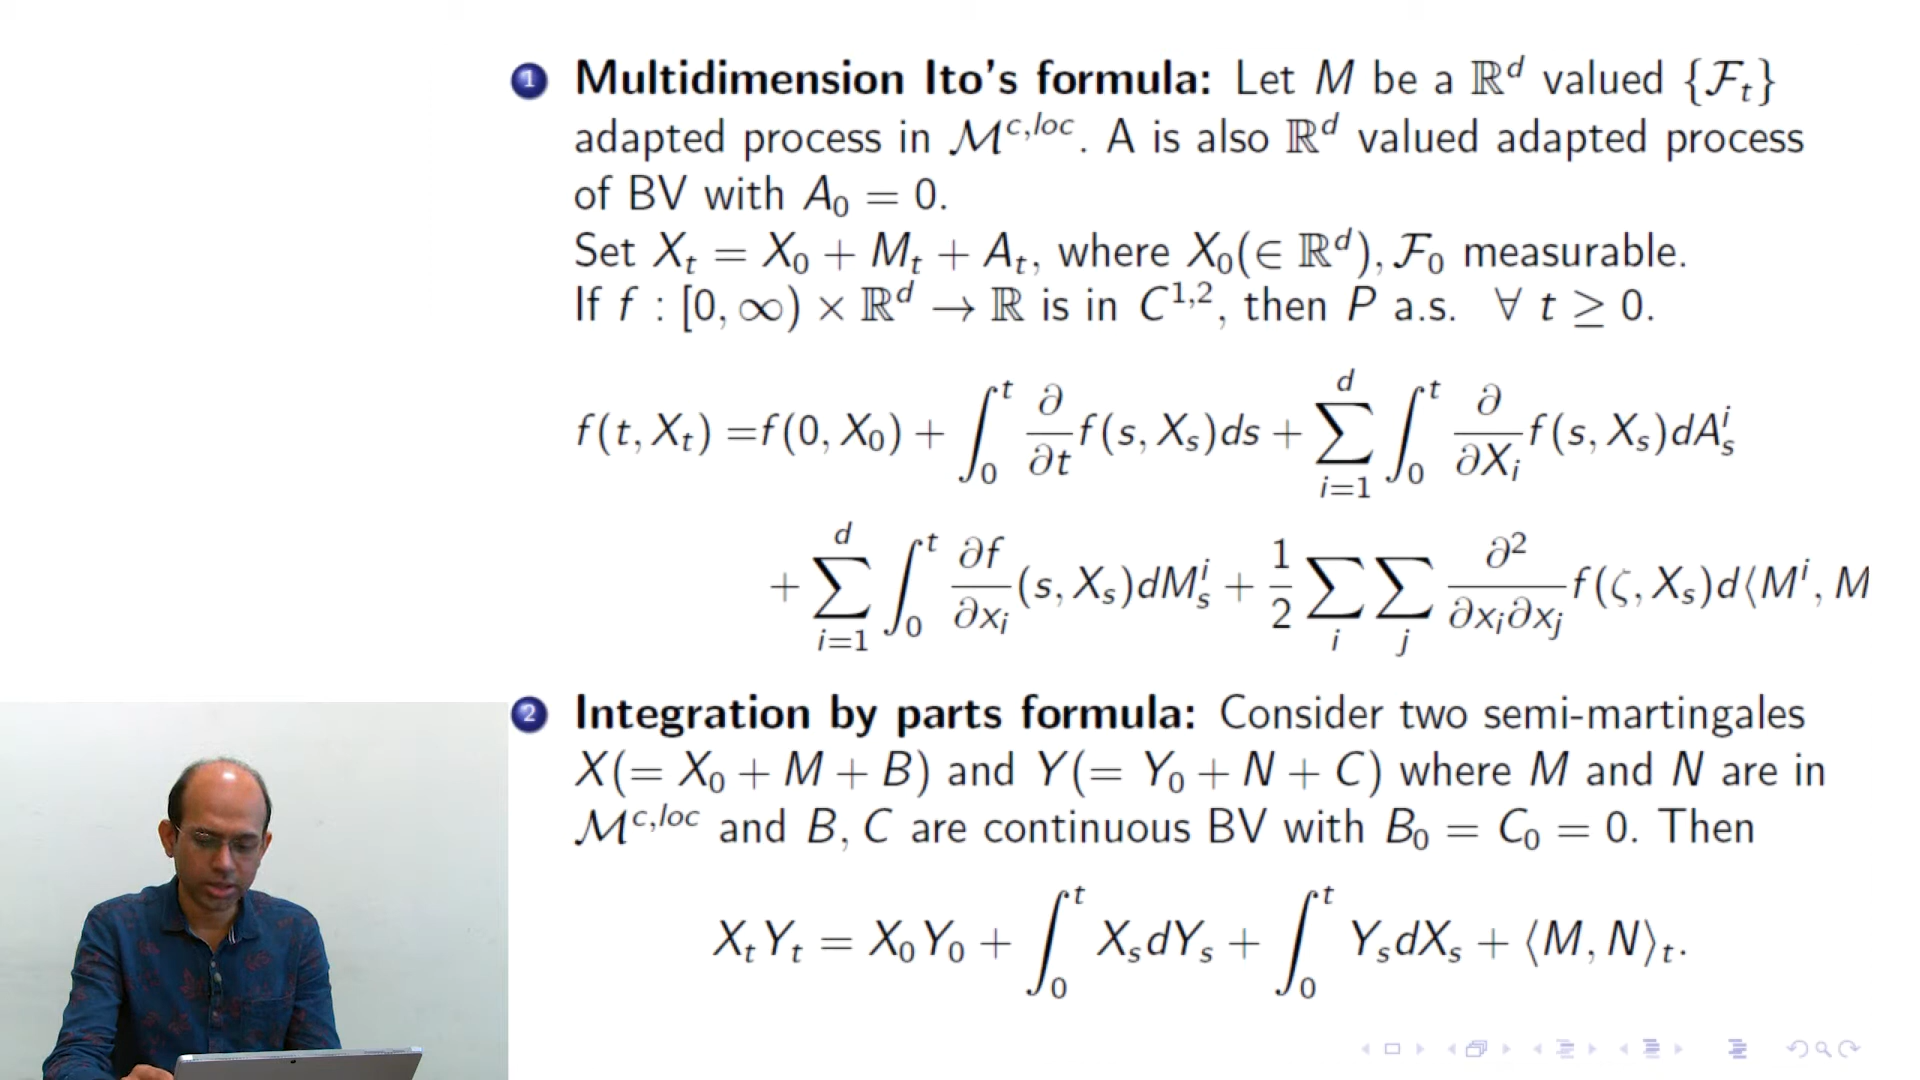 1 Multidimension Ito's formula: Let M be a ℝ^d valued {ℱ_t}
adapted process in ℳ^{c,loc}. A is also ℝ^d valued adapted process
of BV with A_0 = 0.
Set X_t = X_0 + M_t + A_t, where X_0(∈ ℝ^d), ℱ_0 measurable.
If f : [0, ∞) × ℝ^d → ℝ is in C^{1,2}, then P a.s. ∀ t ≥ 0.
f(t, X_t) =f(0, X_0) + ∫_0^t ∂/∂t f(s, X_s)ds + ∑_{i=1}^d ∫_0^t ∂/∂X_i f(s, X_s)dA_s^i
+ ∑_{i=1}^d ∫_0^t ∂f/∂x_i (s, X_s)dM_s^i + 1/2 ∑_i ∑_j ∂²/∂x_i∂x_j f(ζ, X_s)d⟨M^i, M
2 Integration by parts formula: Consider two semi-martingales
X(= X_0 + M + B) and Y(= Y_0 + N + C) where M and N are in
ℳ^{c,loc} and B, C are continuous BV with B_0 = C_0 = 0. Then
X_t Y_t = X_0 Y_0 + ∫_0^t X_s dY_s + ∫_0^t Y_s dX_s + ⟨M, N⟩_t.